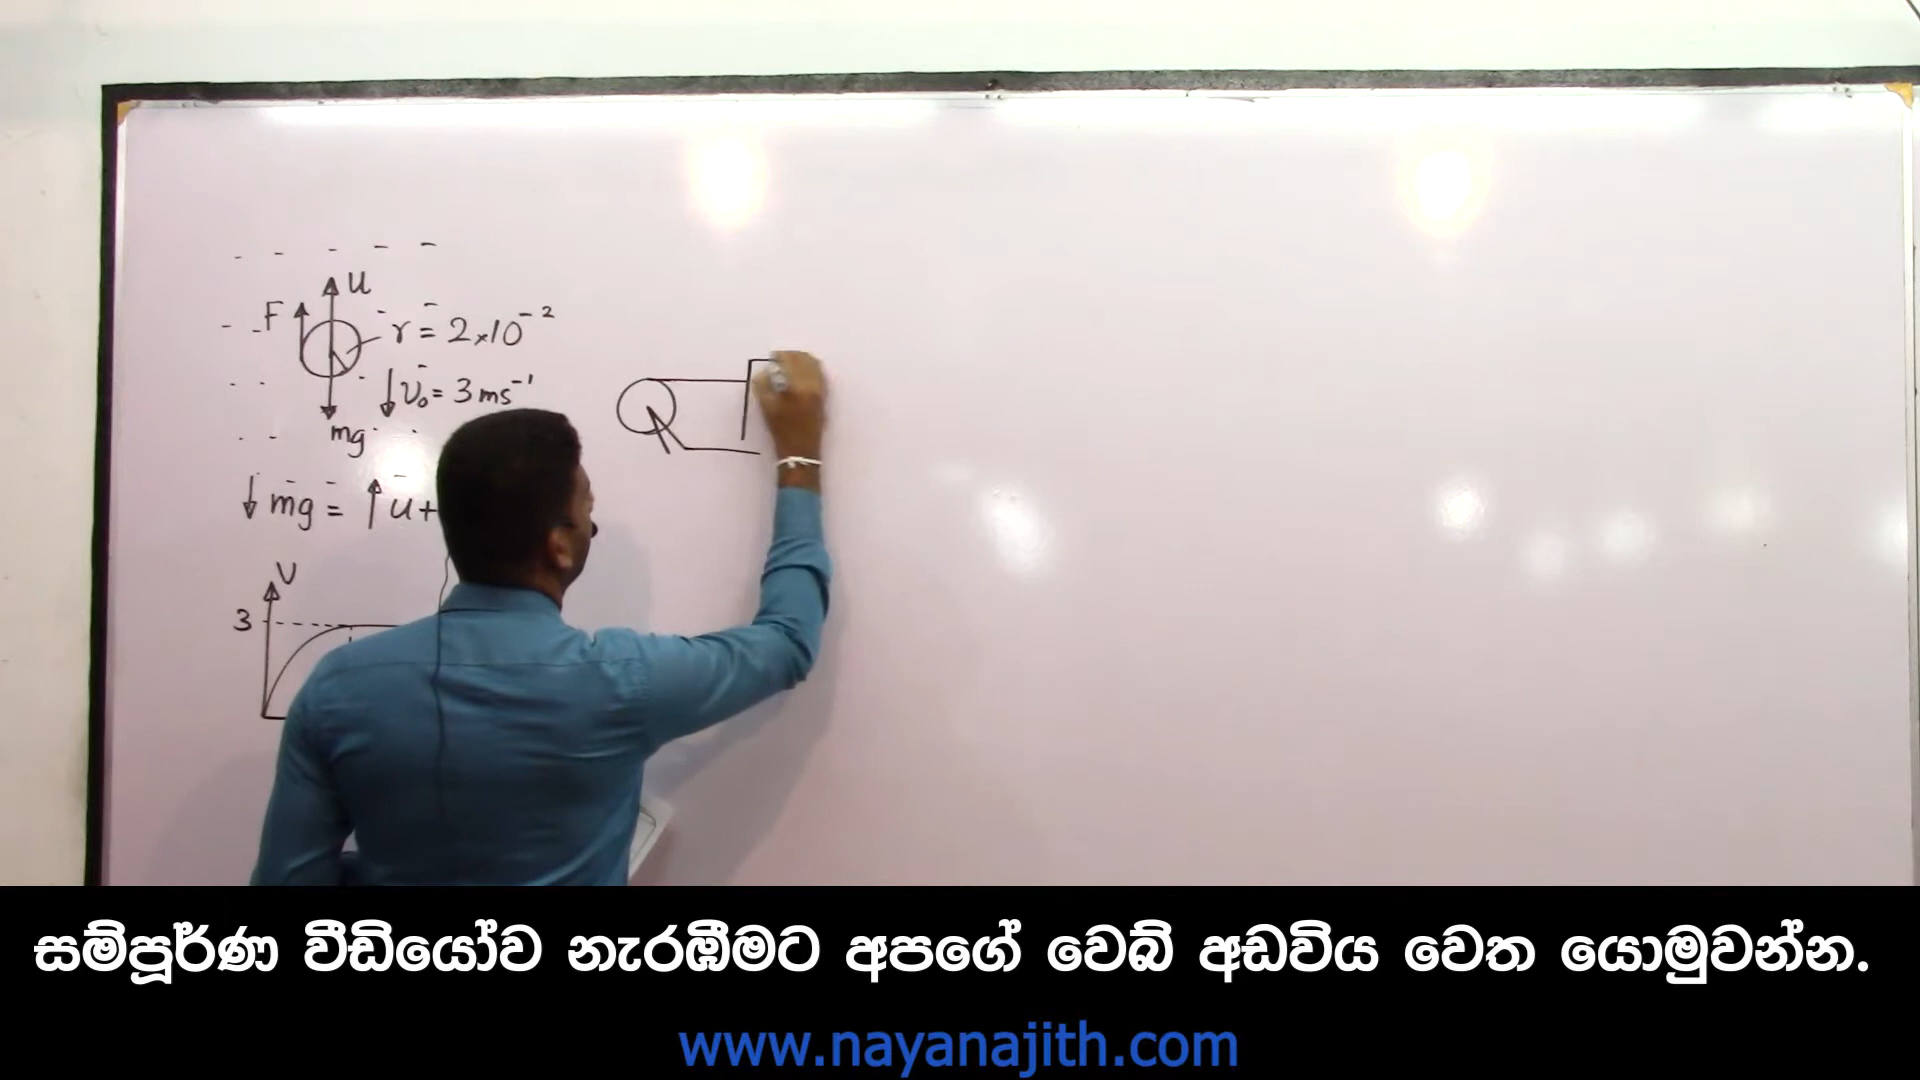 U
F
r = 2×10⁻²
↓ v₀ = 3 ms⁻¹
mg
↓ mg = ↑ u +
V
3
සම්පූර්ණ වීඩියෝව නැරඹීමට අපගේ වෙබ් අඩවිය වෙත යොමුවන්න.
www.nayanajith.com